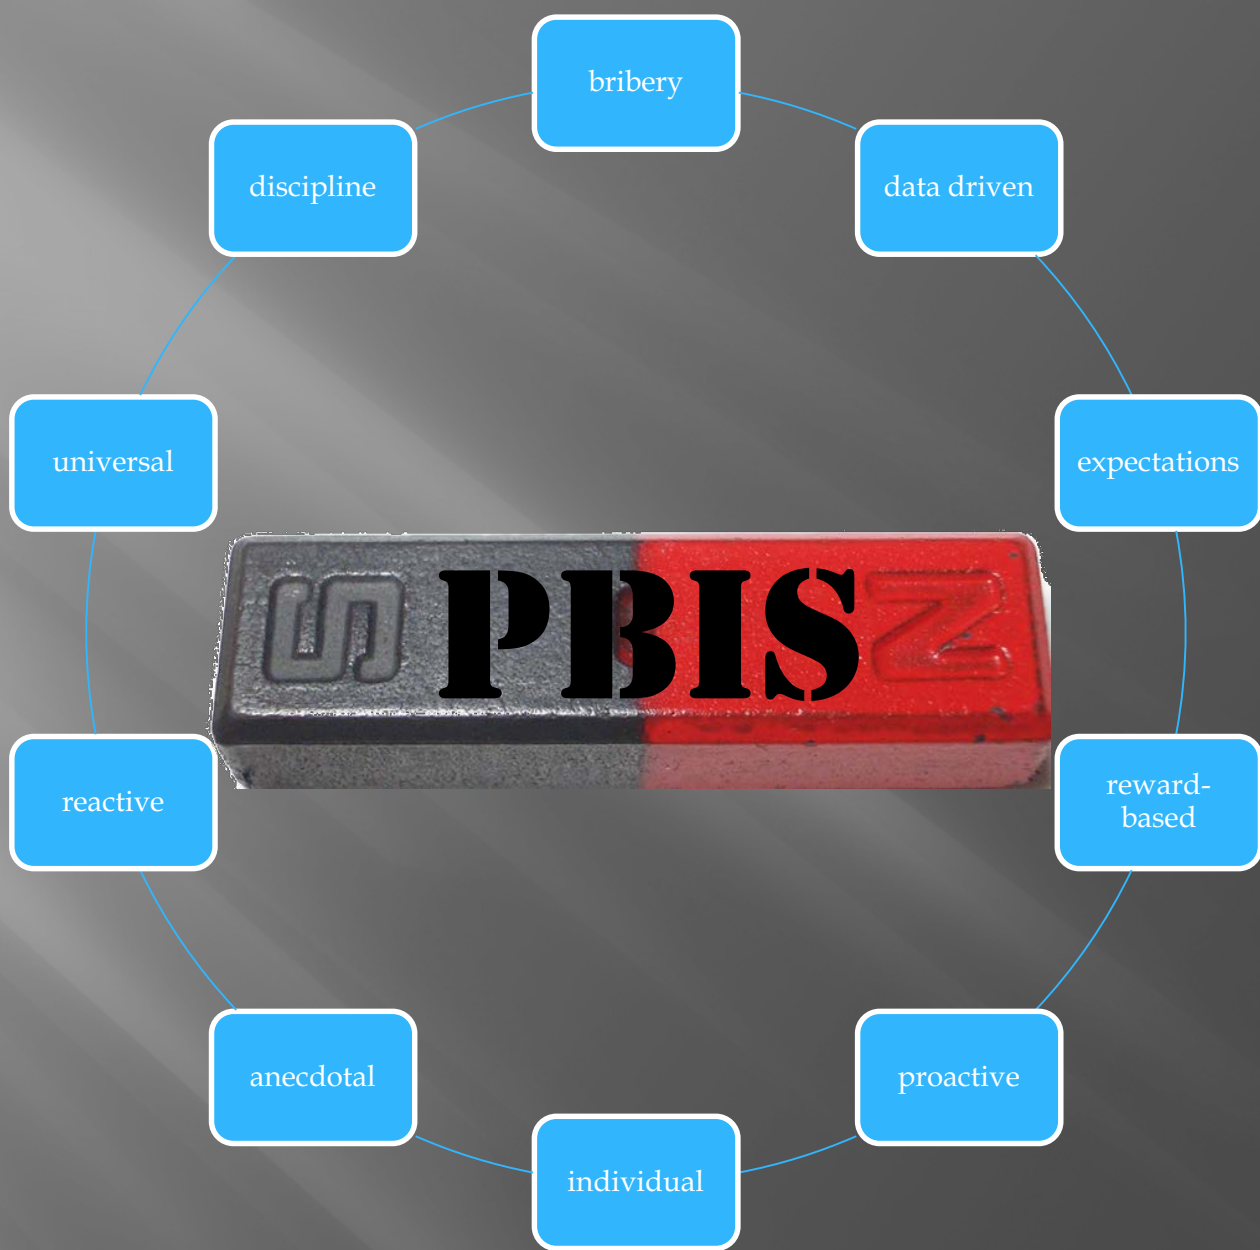 bribery
data driven
expectations
reward-
based
proactive
individual
anecdotal
reactive
universal
discipline
S
PBIS
N